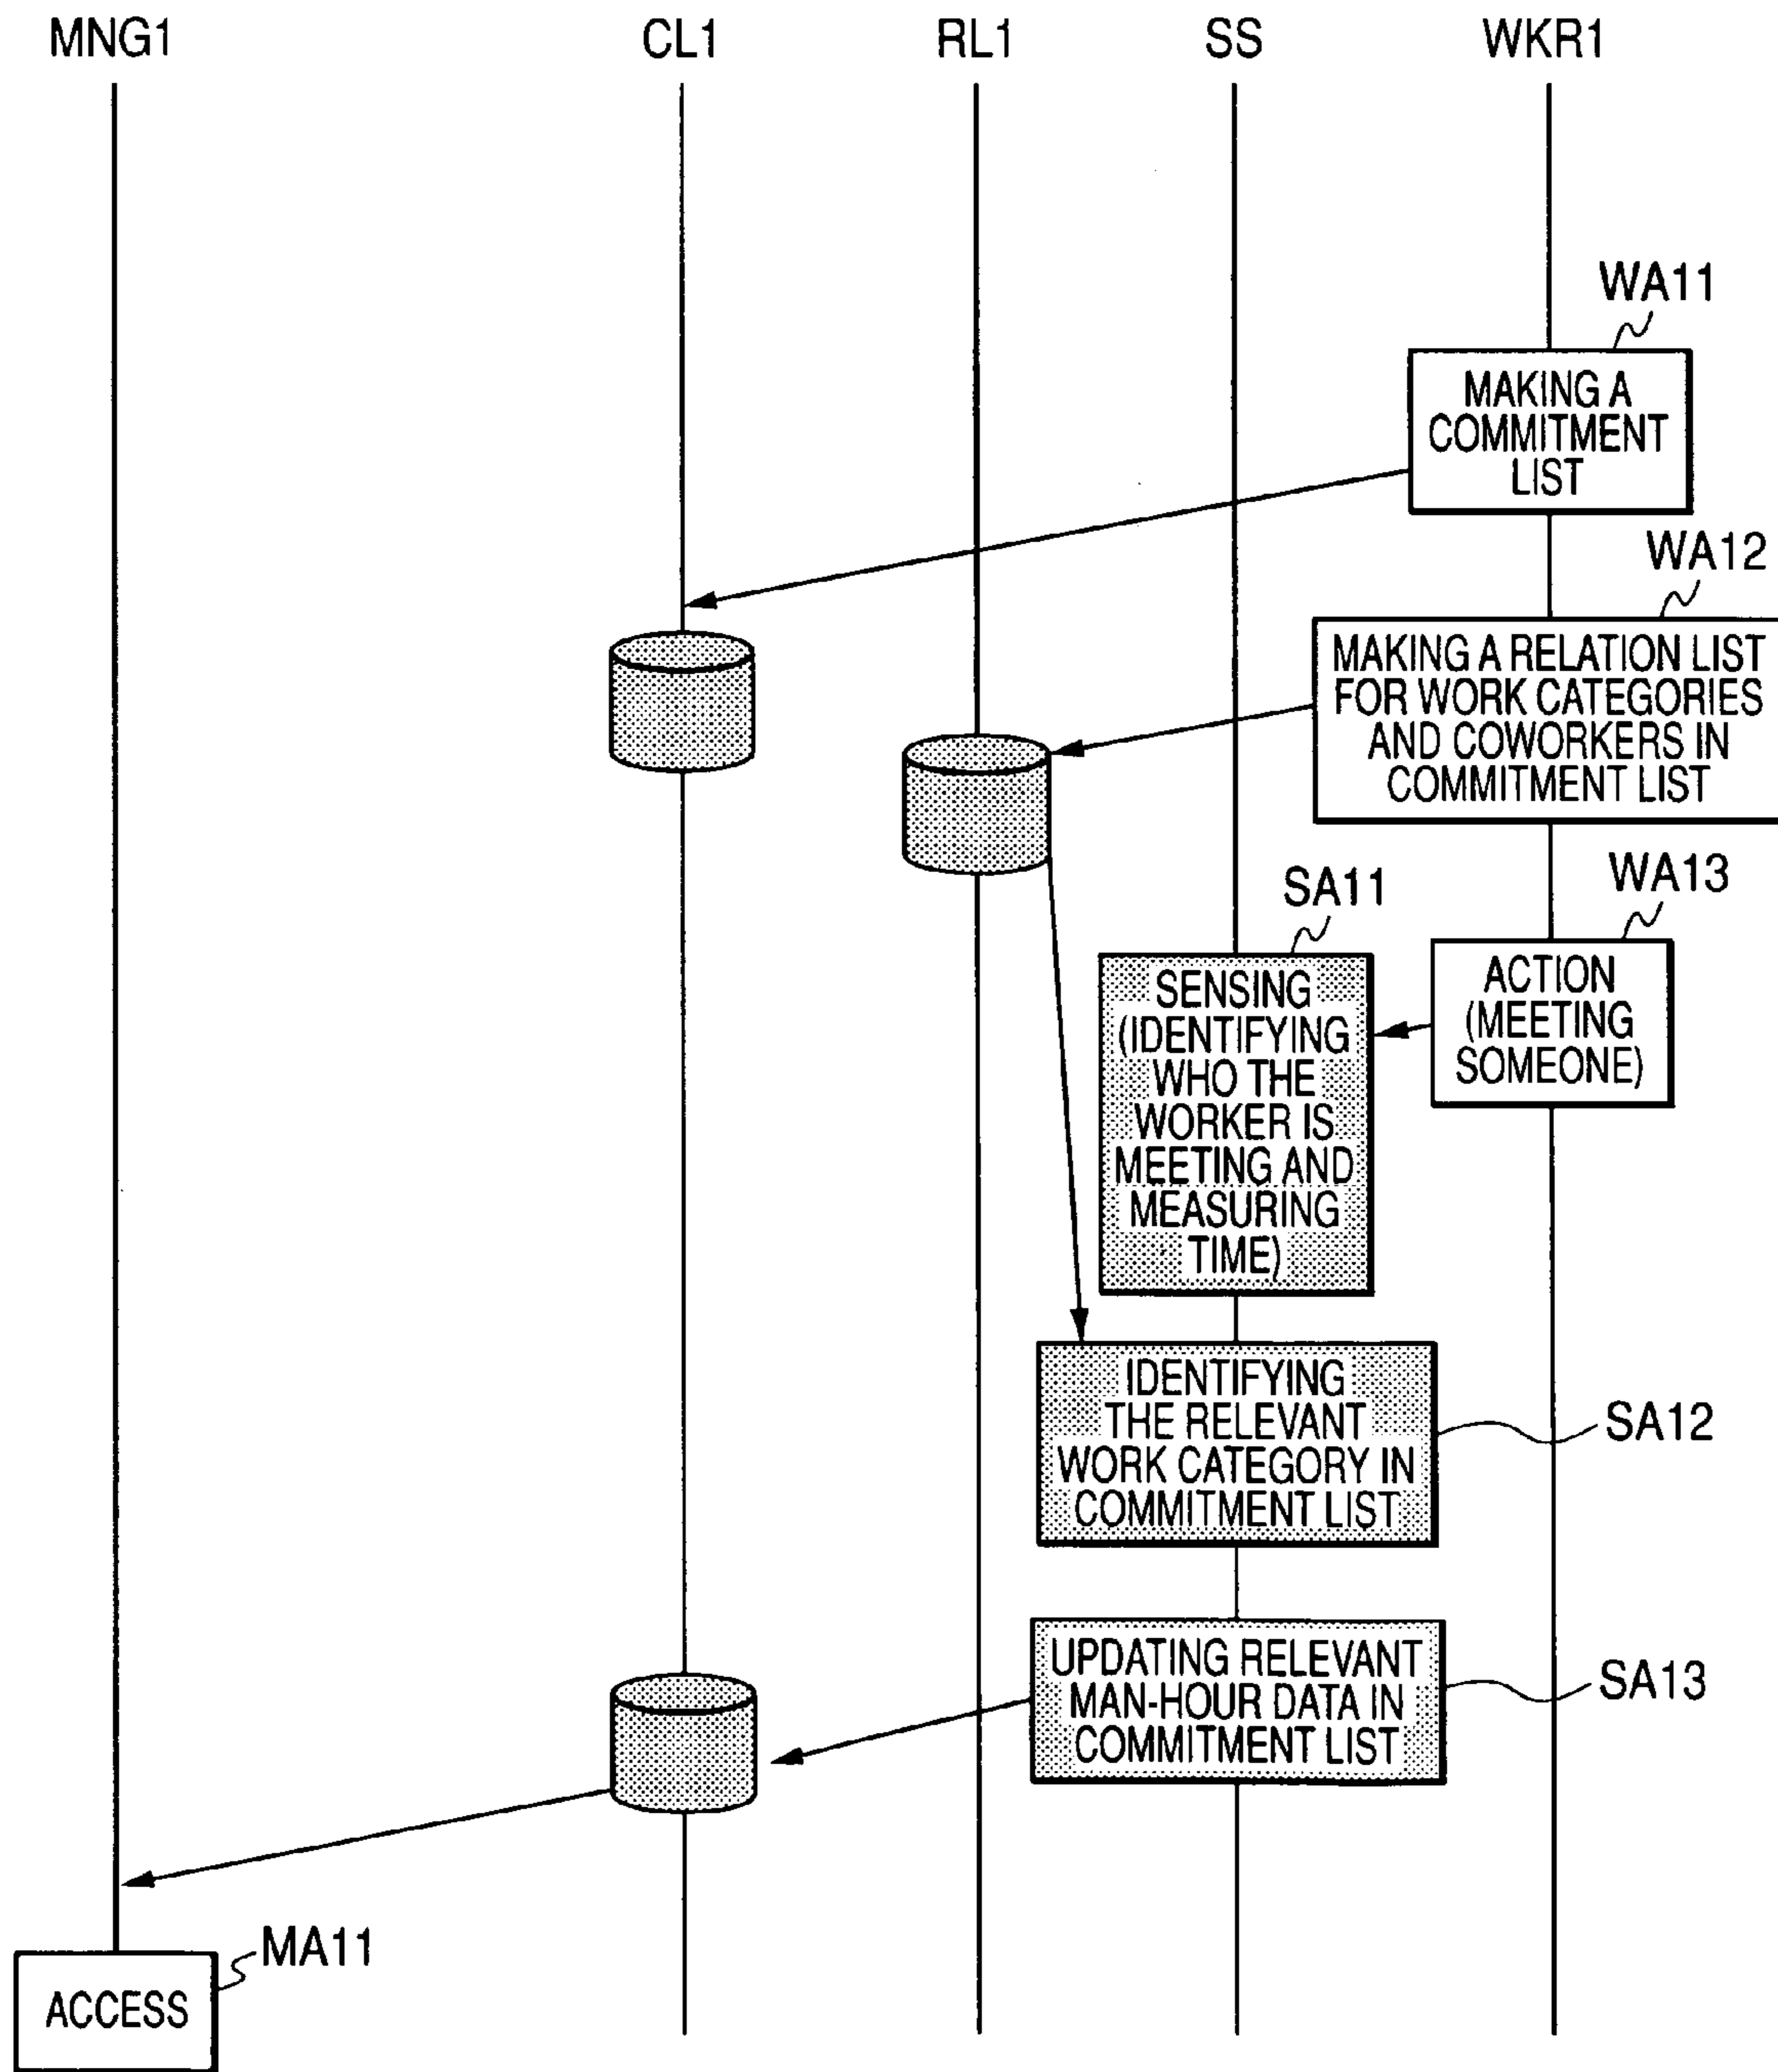 MNG1
CL1
RL1
SS
WKR1
WA11
MAKING A
COMMITMENT
LIST
WA12
MAKING A RELATION LIST
FOR WORK CATEGORIES
AND COWORKERS IN
COMMITMENT LIST
WA13
ACTION
(MEETING
SOMEONE)
SA11
SENSING
(IDENTIFYING
WHO THE
WORKER IS
MEETING AND
MEASURING
TIME)
IDENTIFYING
THE RELEVANT
WORK CATEGORY IN
COMMITMENT LIST
SA12
UPDATING RELEVANT
MAN-HOUR DATA IN
COMMITMENT LIST
SA13
MA11
ACCESS